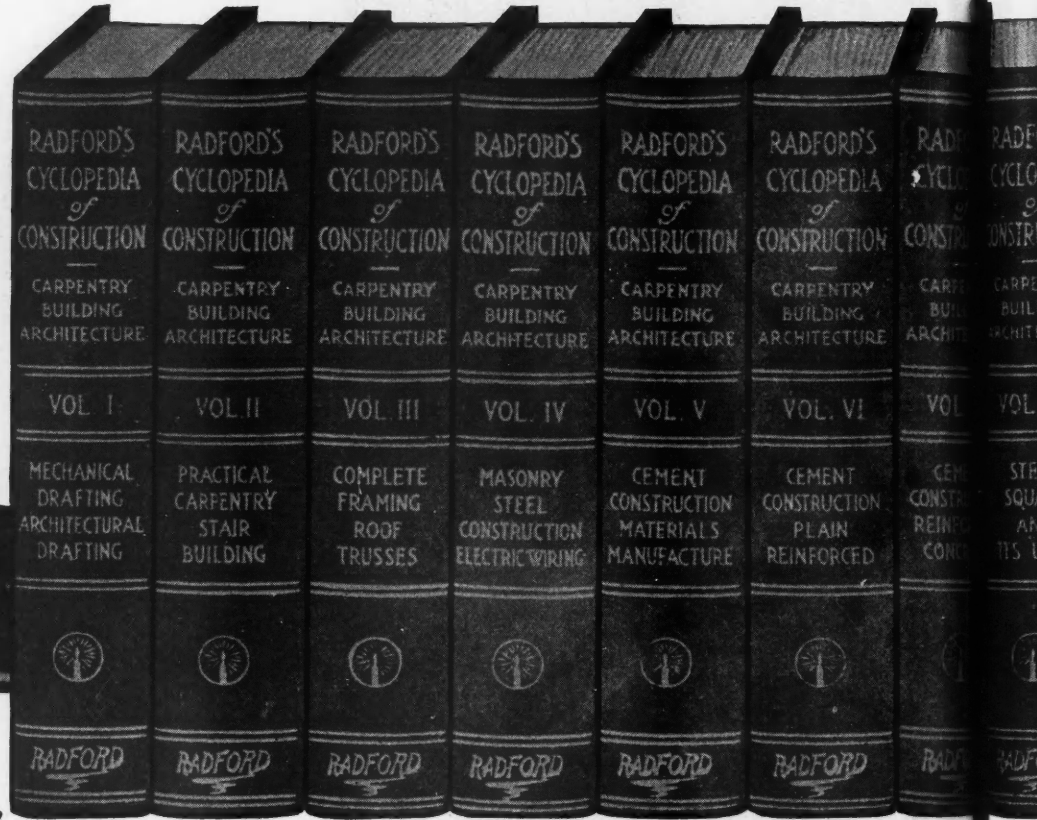 RADFORD'S
CYCLOPEDIA
of
CONSTRUCTION
CARPENTRY
BUILDING
ARCHITECTURE
VOL. I
MECHANICAL
DRAFTING
ARCHITECTURAL
DRAFTING
RADFORD
RADFORD'S
CYCLOPEDIA
of
CONSTRUCTION
CARPENTRY
BUILDING
ARCHITECTURE
VOL. II
PRACTICAL
CARPENTRY
STAIR
BUILDING
RADFORD
RADFORD'S
CYCLOPEDIA
of
CONSTRUCTION
CARPENTRY
BUILDING
ARCHITECTURE
VOL. III
COMPLETE
FRAMING
ROOF
TRUSSES
RADFORD
RADFORD'S
CYCLOPEDIA
of
CONSTRUCTION
CARPENTRY
BUILDING
ARCHITECTURE
VOL. IV
MASONRY
STEEL
CONSTRUCTION
ELECTRIC WIRING
RADFORD
RADFORD'S
CYCLOPEDIA
of
CONSTRUCTION
CARPENTRY
BUILDING
ARCHITECTURE
VOL. V
CEMENT
CONSTRUCTION
MATERIALS
MANUFACTURE
RADFORD
RADFORD'S
CYCLOPEDIA
of
CONSTRUCTION
CARPENTRY
BUILDING
ARCHITECTURE
VOL. VI
CEMENT
CONSTRUCTION
PLAIN
REINFORCED
RADFORD
VOL
VOL.